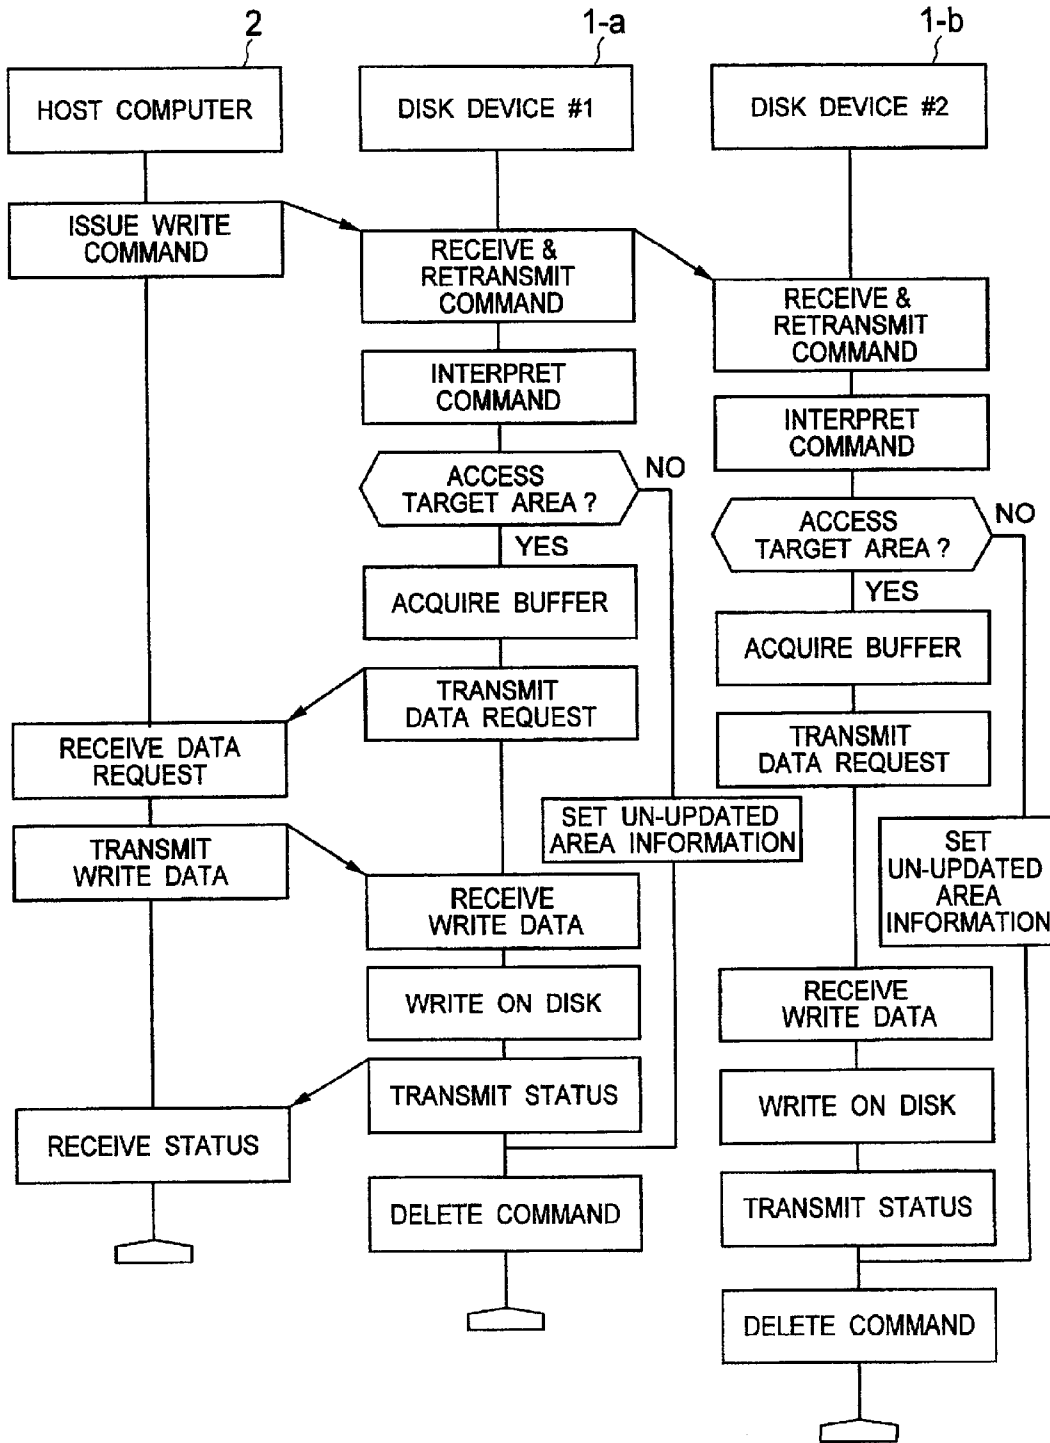 2
1-a
1-b
HOST COMPUTER
DISK DEVICE #1
DISK DEVICE #2
ISSUE WRITE
COMMAND
RECEIVE &
RETRANSMIT
COMMAND
RECEIVE &
RETRANSMIT
COMMAND
INTERPRET
COMMAND
INTERPRET
COMMAND
ACCESS
TARGET AREA ?
NO
YES
ACCESS
TARGET AREA ?
NO
YES
ACQUIRE BUFFER
ACQUIRE BUFFER
TRANSMIT
DATA REQUEST
TRANSMIT
DATA REQUEST
RECEIVE DATA
REQUEST
SET UN-UPDATED
AREA INFORMATION
SET
UN-UPDATED
AREA
INFORMATION
TRANSMIT
WRITE DATA
RECEIVE
WRITE DATA
RECEIVE
WRITE DATA
WRITE ON DISK
WRITE ON DISK
TRANSMIT STATUS
RECEIVE STATUS
TRANSMIT STATUS
DELETE COMMAND
DELETE COMMAND